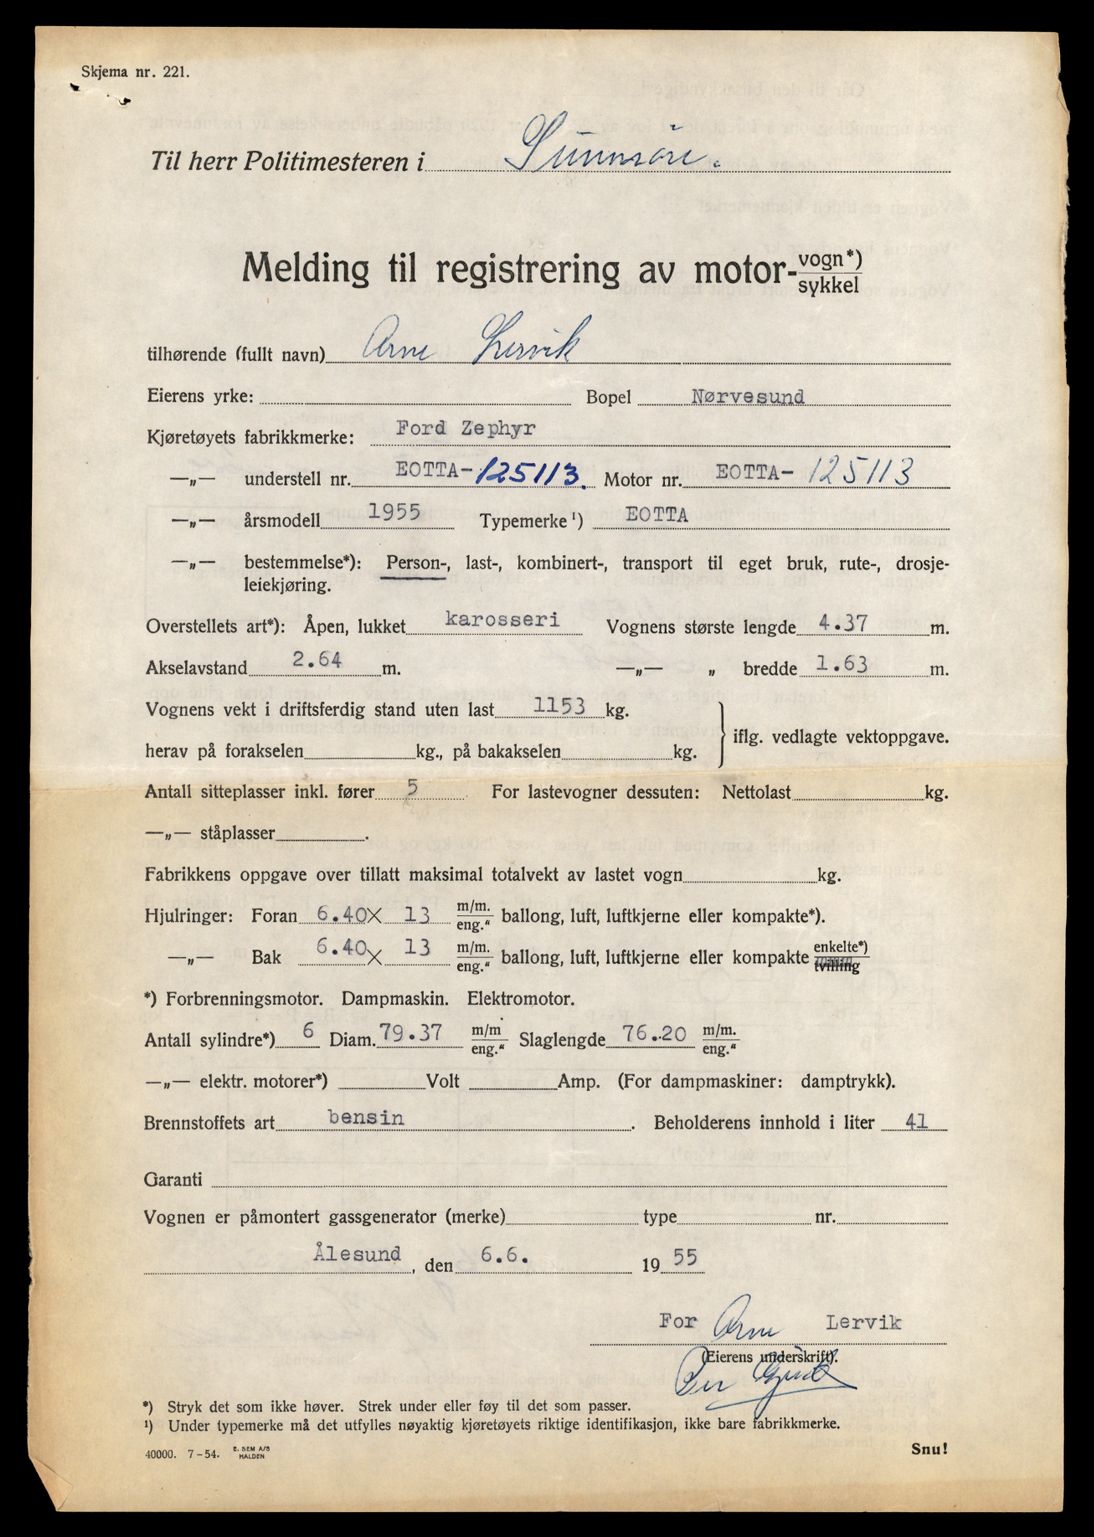 Skjema nr. 221.
Til herr Politimesteren i Sunnmöre.
Melding til registrering av motor-vogn*) sykkel
tilhørende (fullt navn) Arne Lervik
Eierens yrke: Bopel Nørvesund
Kjøretøyets fabrikkmerke: Ford Zephyr
—„— understell nr. EOTTA-125113. Motor nr. EOTTA-125113
—„— årsmodell 1955 Typemerke¹) EOTTA
—„— bestemmelse*): Person-, last-, kombinert-, transport til eget bruk, rute-, drosje-
leiekjøring.
Overstellets art*): Åpen, lukket karosseri Vognens største lengde 4.37 m.
Akselavstand 2.64 m. —„— „ bredde 1.63 m.
Vognens vekt i driftsferdig stand uten last 1153 kg.
iflg. vedlagte vektoppgave.
herav på forakselen kg., på bakakselen kg.
Antall sitteplasser inkl. fører 5 For lastevogner dessuten: Nettolast kg.
—„— ståplasser .
Fabrikkens oppgave over tillatt maksimal totalvekt av lastet vogn kg.
Hjulringer: Foran 6.40 × 13 m/m. eng.“ ballong, luft, luftkjerne eller kompakte*).
—„— Bak 6.40 × 13 m/m. eng.“ ballong, luft, luftkjerne eller kompakte enkelte*) tvilling
*) Forbrenningsmotor. Dampmaskin. Elektromotor.
Antall sylindre*) 6 Diam. 79.37 m/m eng.“ Slaglengde 76.20 m/m. eng.“
—„— elektr. motorer*) Volt Amp. (For dampmaskiner: damptrykk).
Brennstoffets art bensin . Beholderens innhold i liter 41
Garanti
Vognen er påmontert gassgenerator (merke) type nr.
Ålesund, den 6.6. 19 55
For Arne Lervik
(Eierens underskrift).
Per
*) Stryk det som ikke høver. Strek under eller føy til det som passer.
¹) Under typemerke må det utfylles nøyaktig kjøretøyets riktige identifikasjon, ikke bare fabrikkmerke.
40000. 7-54. E. SEM A/S HALDEN
Snu!